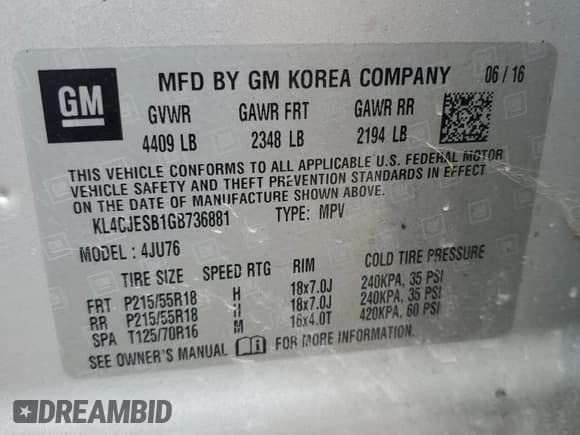 GM
MFD BY GM KOREA COMPANY 06 / 16
GVWR GAWR FRT GAWR RR
4409 LB 2348 LB 2194 LB
THIS VEHICLE CONFORMS TO ALL APPLICABLE U.S. FEDERAL MOTOR
VEHICLE SAFETY AND THEFT PREVENTION STANDARDS IN EFFECT
ON THE DATE OF MANUFACTURE SHOWN ABOVE.
KL4CJESB1GB736881 TYPE: MPV
MODEL: 4JU76
TIRE SIZE SPEED RTG RIM COLD TIRE PRESSURE
FRT P215/55R18 H 18x7.0J 240KPA, 35 PSI
RR P215/55R18 H 18x7.0J 240KPA, 35 PSI
SPA T125/70R16 M 16x4.0T 420KPA, 60 PSI
SEE OWNER'S MANUAL FOR MORE INFORMATION.
DREAMBID